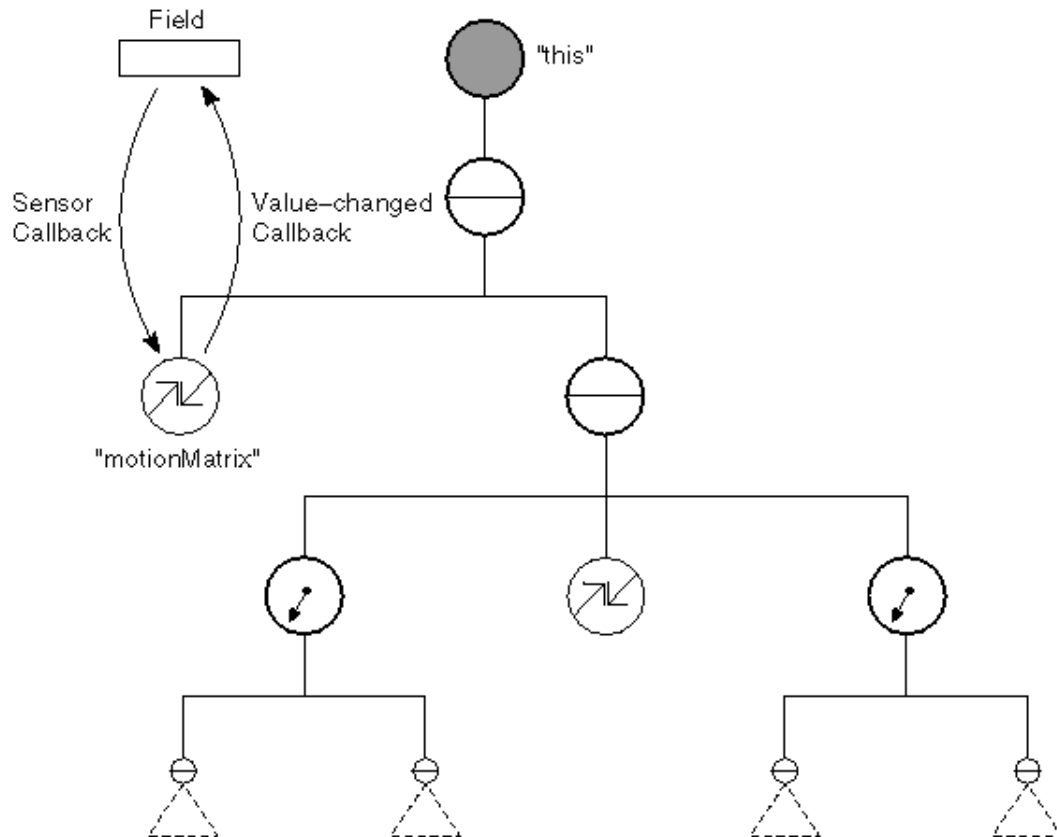 Field
"this"
Sensor
Callback
Value–changed
Callback
"motionMatrix"